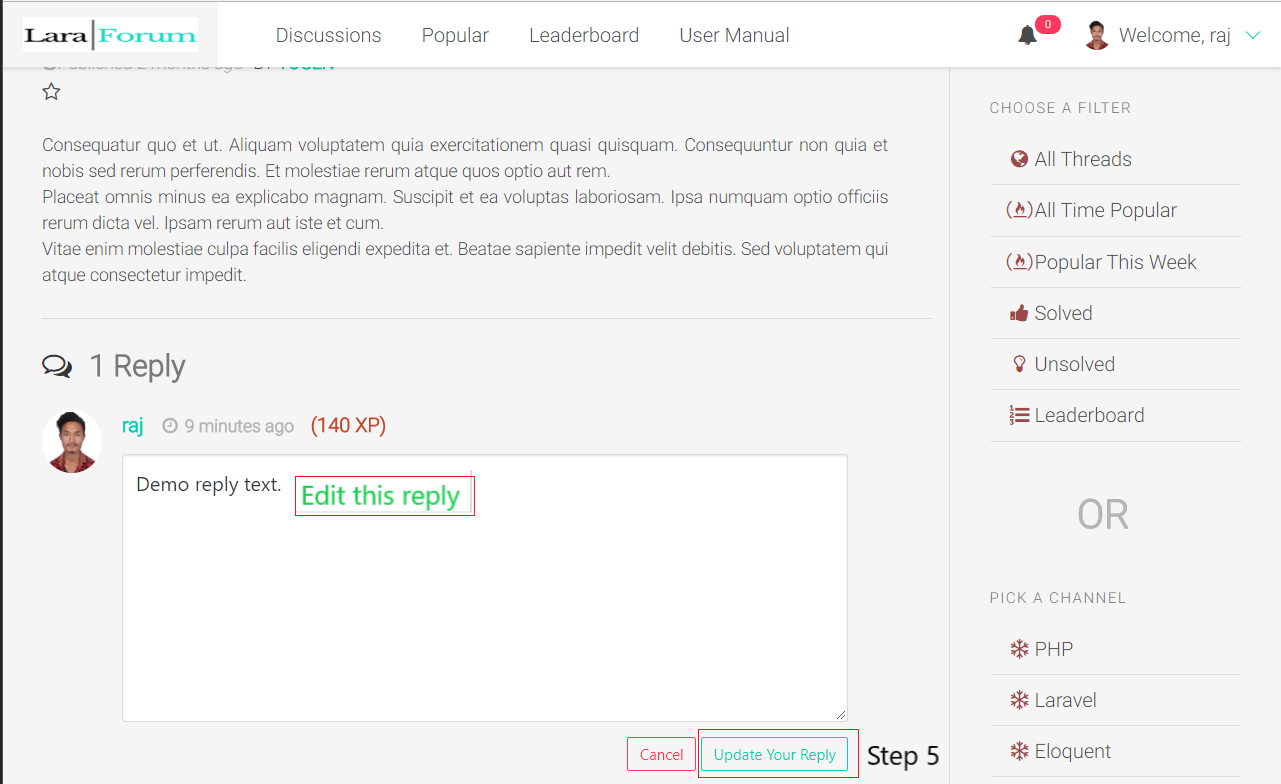 Lara|Forum
Discussions Popular Leaderboard User Manual
0
Welcome, raj
Published 2 months ago BY YUGEN
Consequatur quo et ut. Aliquam voluptatem quia exercitationem quasi quisquam. Consequuntur non quia et
nobis sed rerum perferendis. Et molestiae rerum atque quos optio aut rem.
Placeat omnis minus ea explicabo magnam. Suscipit et ea voluptas laboriosam. Ipsa numquam optio officiis
rerum dicta vel. Ipsam rerum aut iste et cum.
Vitae enim molestiae culpa facilis eligendi expedita et. Beatae sapiente impedit velit debitis. Sed voluptatem qui
atque consectetur impedit.
1 Reply
raj 9 minutes ago (140 XP)
Demo reply text.
Edit this reply
Cancel
Update Your Reply
Step 5
CHOOSE A FILTER
All Threads
All Time Popular
Popular This Week
Solved
Unsolved
Leaderboard
OR
PICK A CHANNEL
PHP
Laravel
Eloquent